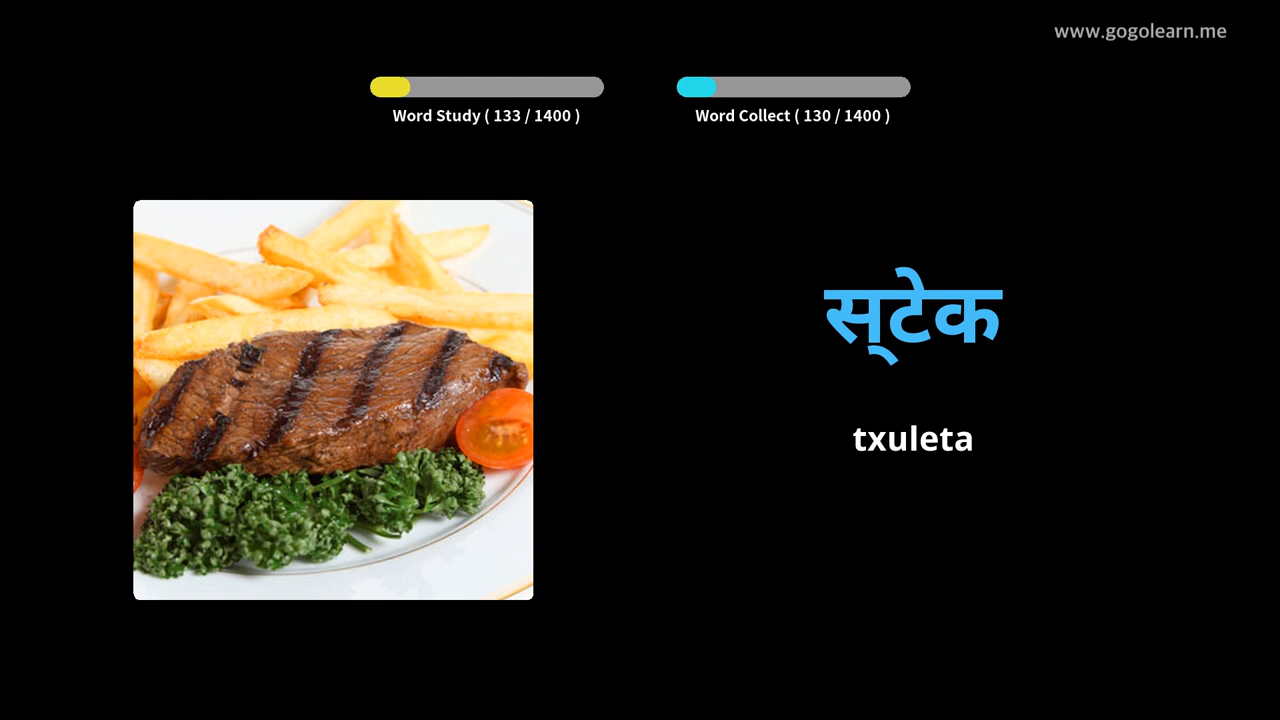 www.gogolearn.me
Word Study ( 133 / 1400 )
Word Collect ( 130 / 1400 )
स्‌टेक
txuleta